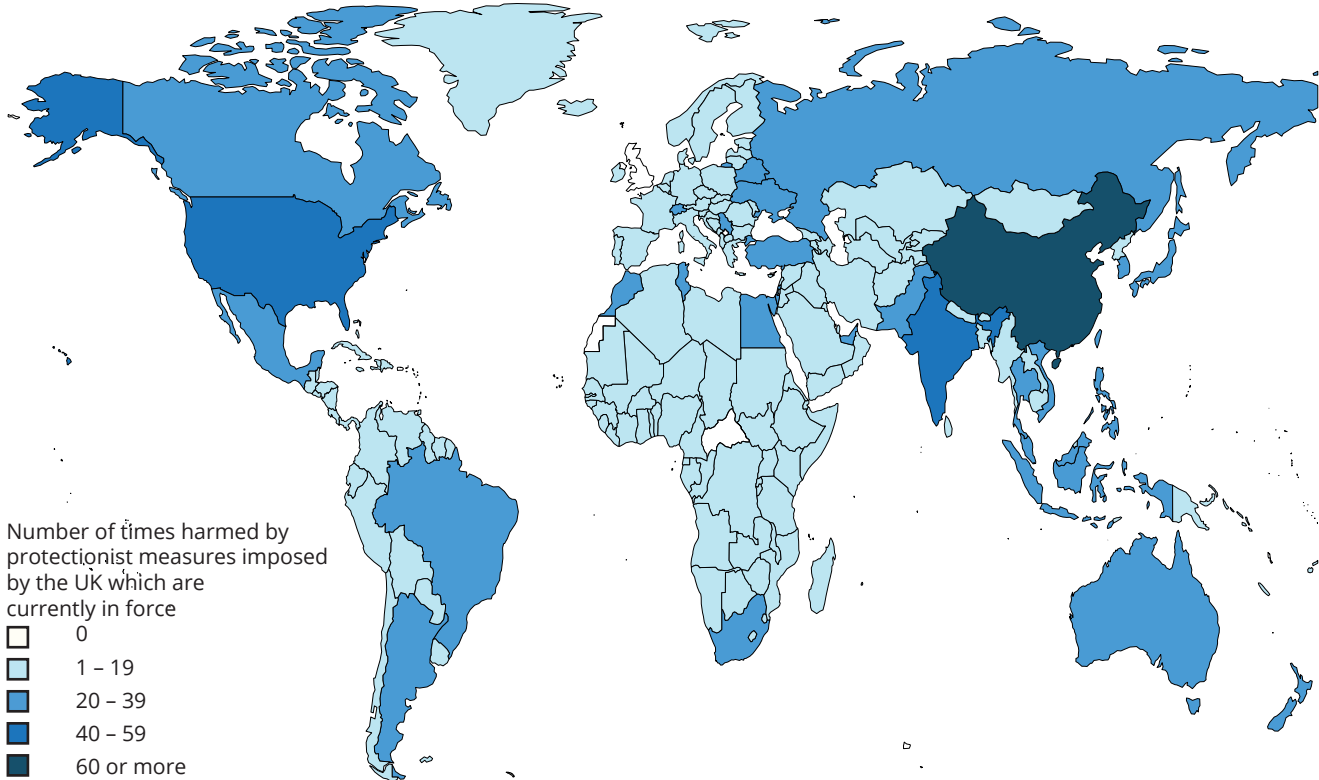 Number of times harmed by
protectionist measures imposed
by the UK which are
currently in force
0
1 – 19
20 – 39
40 – 59
60 or more